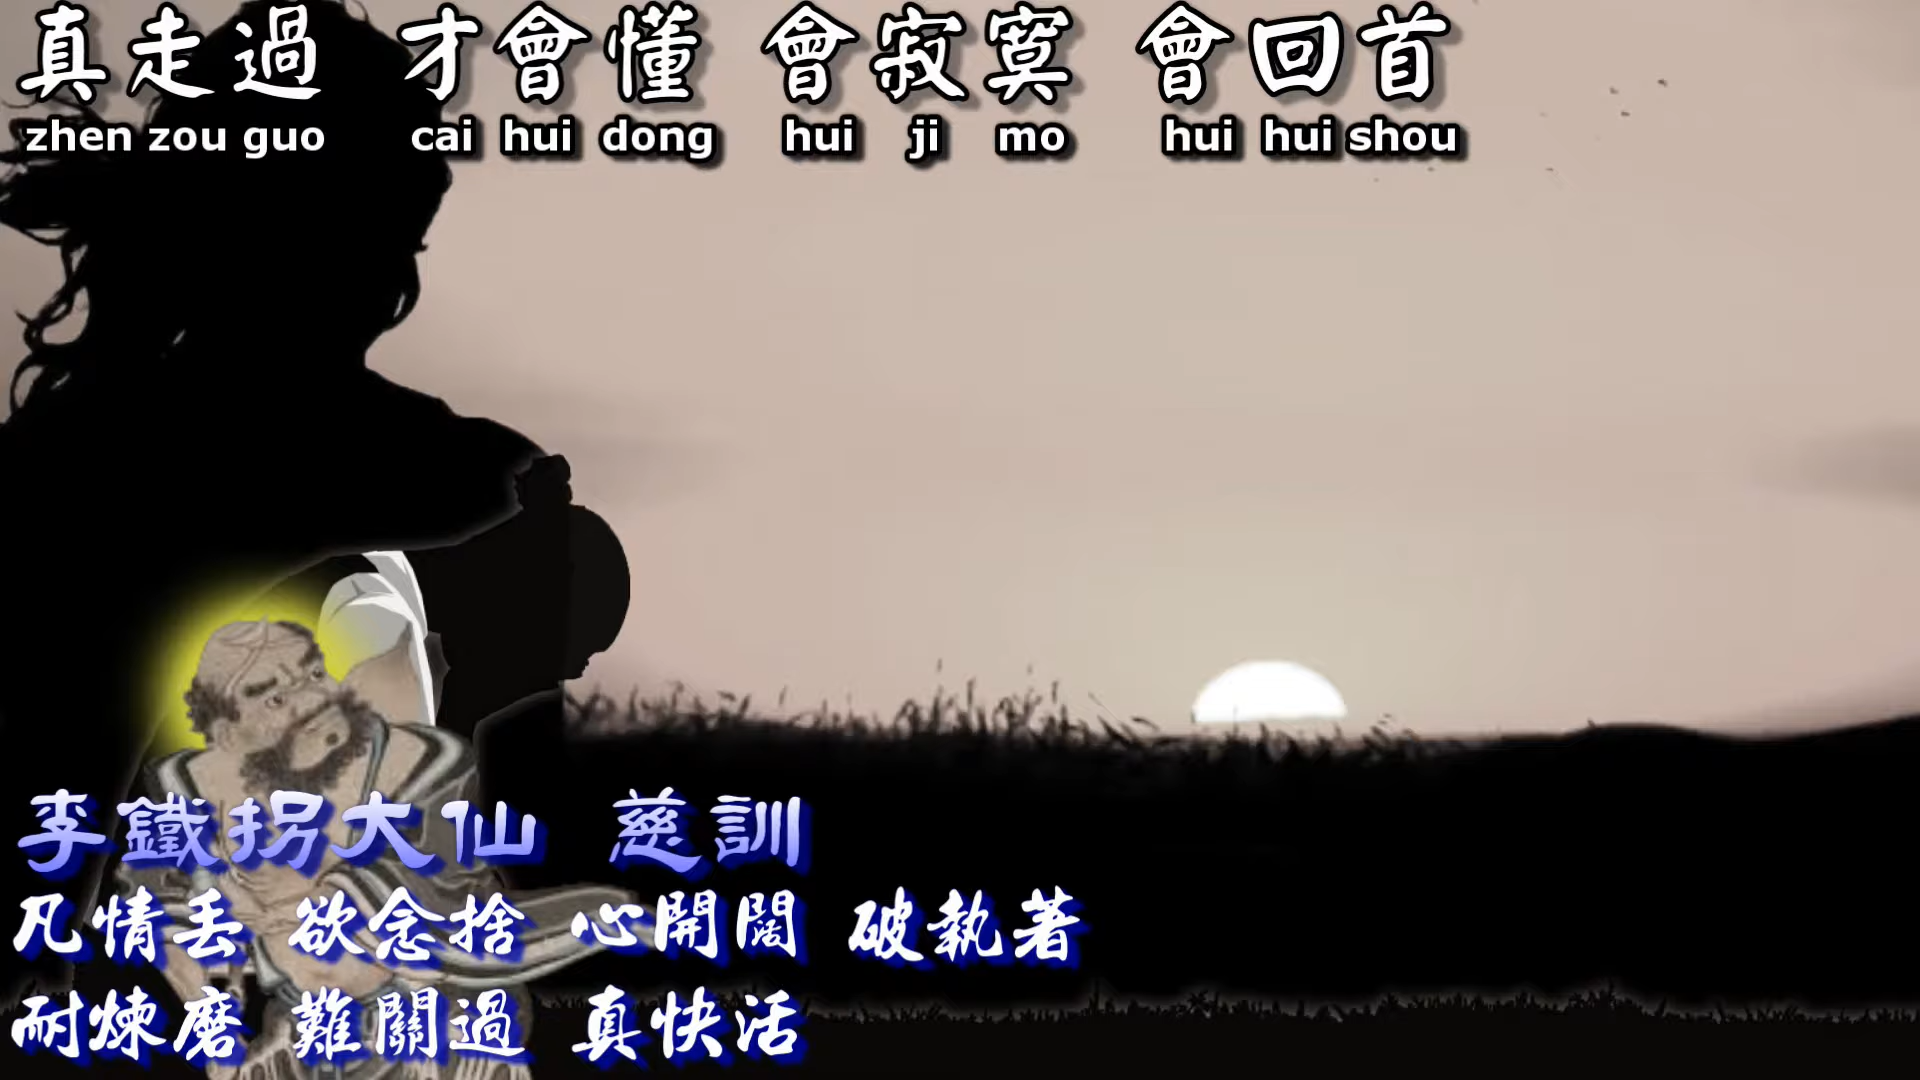 真走過 才會懂 會寂寞 會回首
zhen zou guo cai hui dong hui ji mo hui hui shou
李鐵拐大仙 慈訓
凡情丟 欲念捨 心開闊 破執著
耐煉磨 難關過 真快活